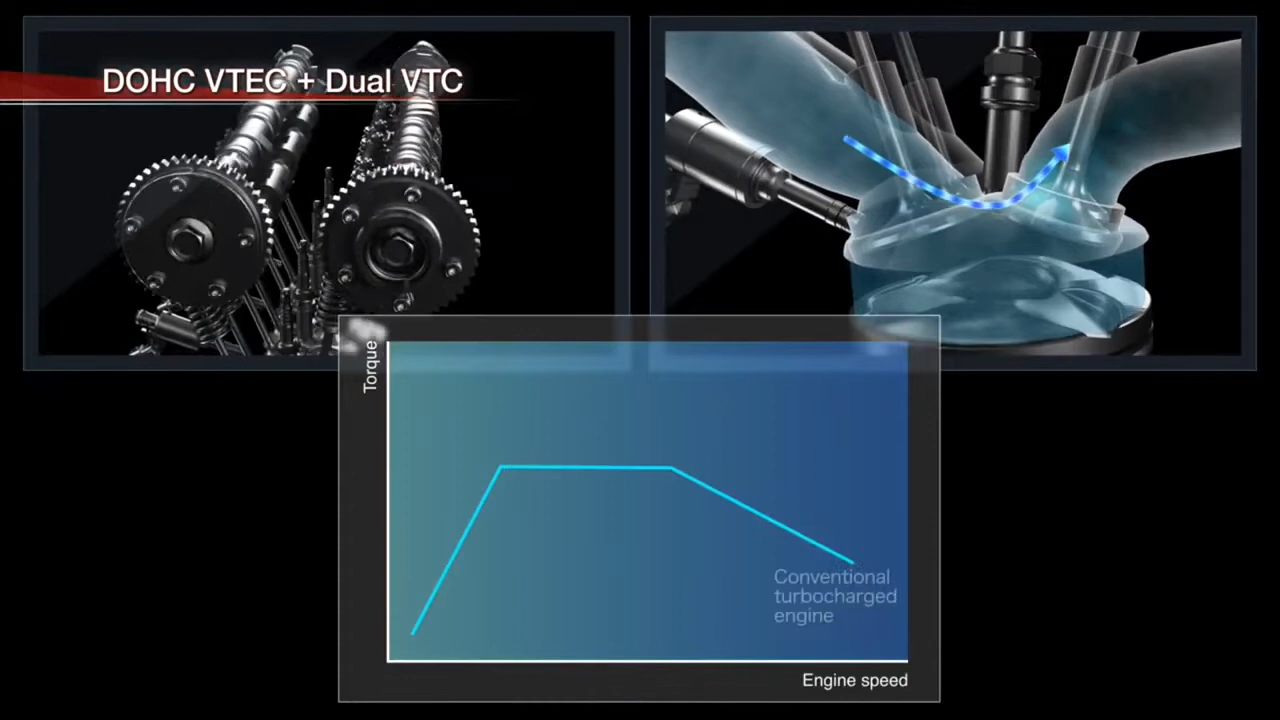 DOHC VTEC + Dual VTC
Torque
Conventional
turbocharged
engine
Engine speed